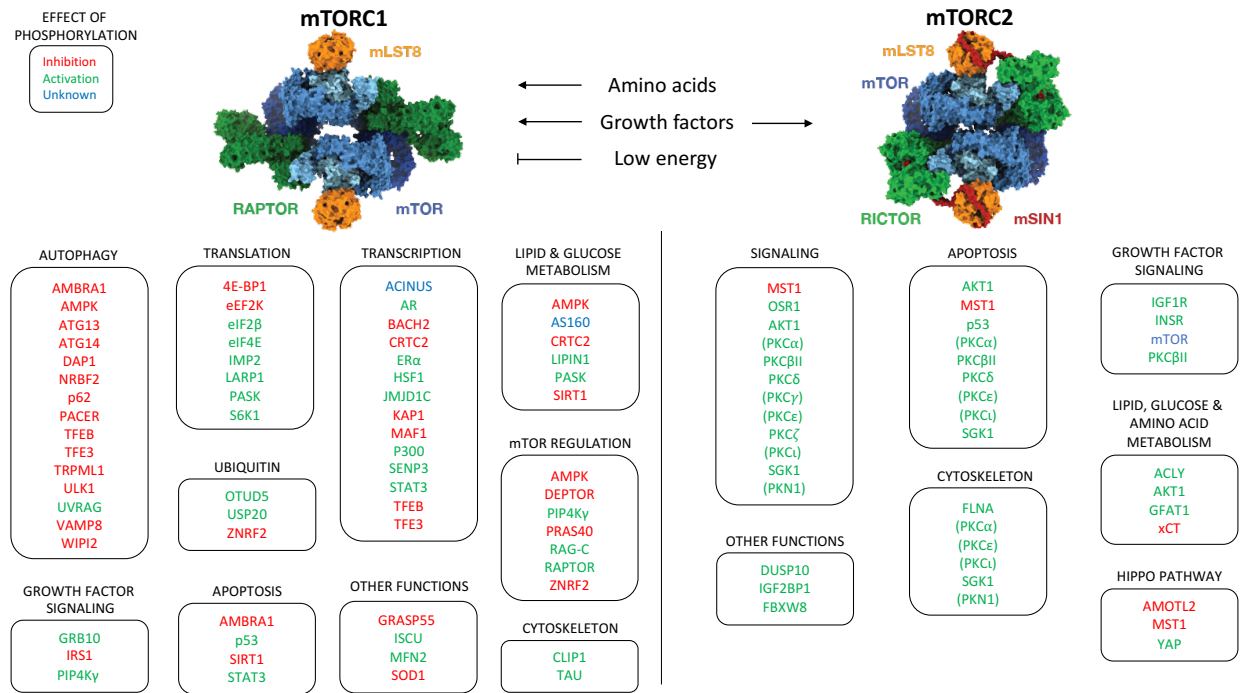 EFFECT OF
PHOSPHORYLATION
Inhibition
Activation
Unknown
mTORC1
mLST8
RAPTOR
mTOR
Amino acids
Growth factors
Low energy
mTORC2
mLST8
mTOR
RICTOR
mSIN1
AUTOPHAGY
AMBRA1
AMPK
ATG13
ATG14
DAP1
NRBF2
p62
PACER
TFEB
TFE3
TRPML1
ULK1
UVRAG
VAMP8
WIPI2
GROWTH FACTOR
SIGNALING
GRB10
IRS1
PIP4Kγ
TRANSLATION
4E-BP1
eEF2K
eIF2β
eIF4E
IMP2
LARP1
PASK
S6K1
UBIQUITIN
OTUD5
USP20
ZNRF2
APOPTOSIS
AMBRA1
p53
SIRT1
STAT3
TRANSCRIPTION
ACINUS
AR
BACH2
CRTC2
ERα
HSF1
JMJD1C
KAP1
MAF1
P300
SENP3
STAT3
TFEB
TFE3
OTHER FUNCTIONS
GRASP55
ISCU
MFN2
SOD1
LIPID & GLUCOSE
METABOLISM
AMPK
AS160
CRTC2
LIPIN1
PASK
SIRT1
mTOR REGULATION
AMPK
DEPTOR
PIP4Kγ
PRAS40
RAG-C
RAPTOR
ZNRF2
CYTOSKELETON
CLIP1
TAU
SIGNALING
MST1
OSR1
AKT1
(PKCα)
PKCβII
PKCδ
(PKCγ)
(PKCε)
PKCζ
(PKCι)
SGK1
(PKN1)
OTHER FUNCTIONS
DUSP10
IGF2BP1
FBXW8
APOPTOSIS
AKT1
MST1
p53
(PKCα)
PKCβII
PKCδ
(PKCε)
(PKCι)
SGK1
CYTOSKELETON
FLNA
(PKCα)
(PKCε)
(PKCι)
SGK1
(PKN1)
GROWTH FACTOR
SIGNALING
IGF1R
INSR
mTOR
PKCβII
LIPID, GLUCOSE &
AMINO ACID
METABOLISM
ACLY
AKT1
GFAT1
xCT
HIPPO PATHWAY
AMOTL2
MST1
YAP